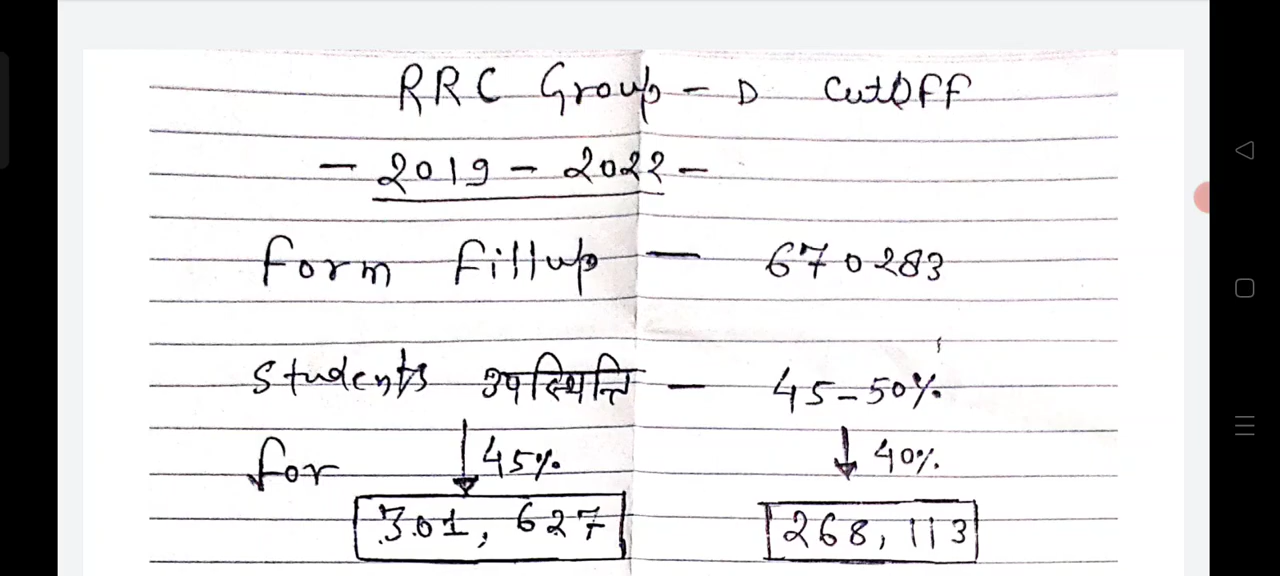 RRC Group - D CutOff
- 2019 - 2022 -
form fillup - 670283
Students उपस्थिति - 45-50%
for 45% 40%
301, 627 268, 113